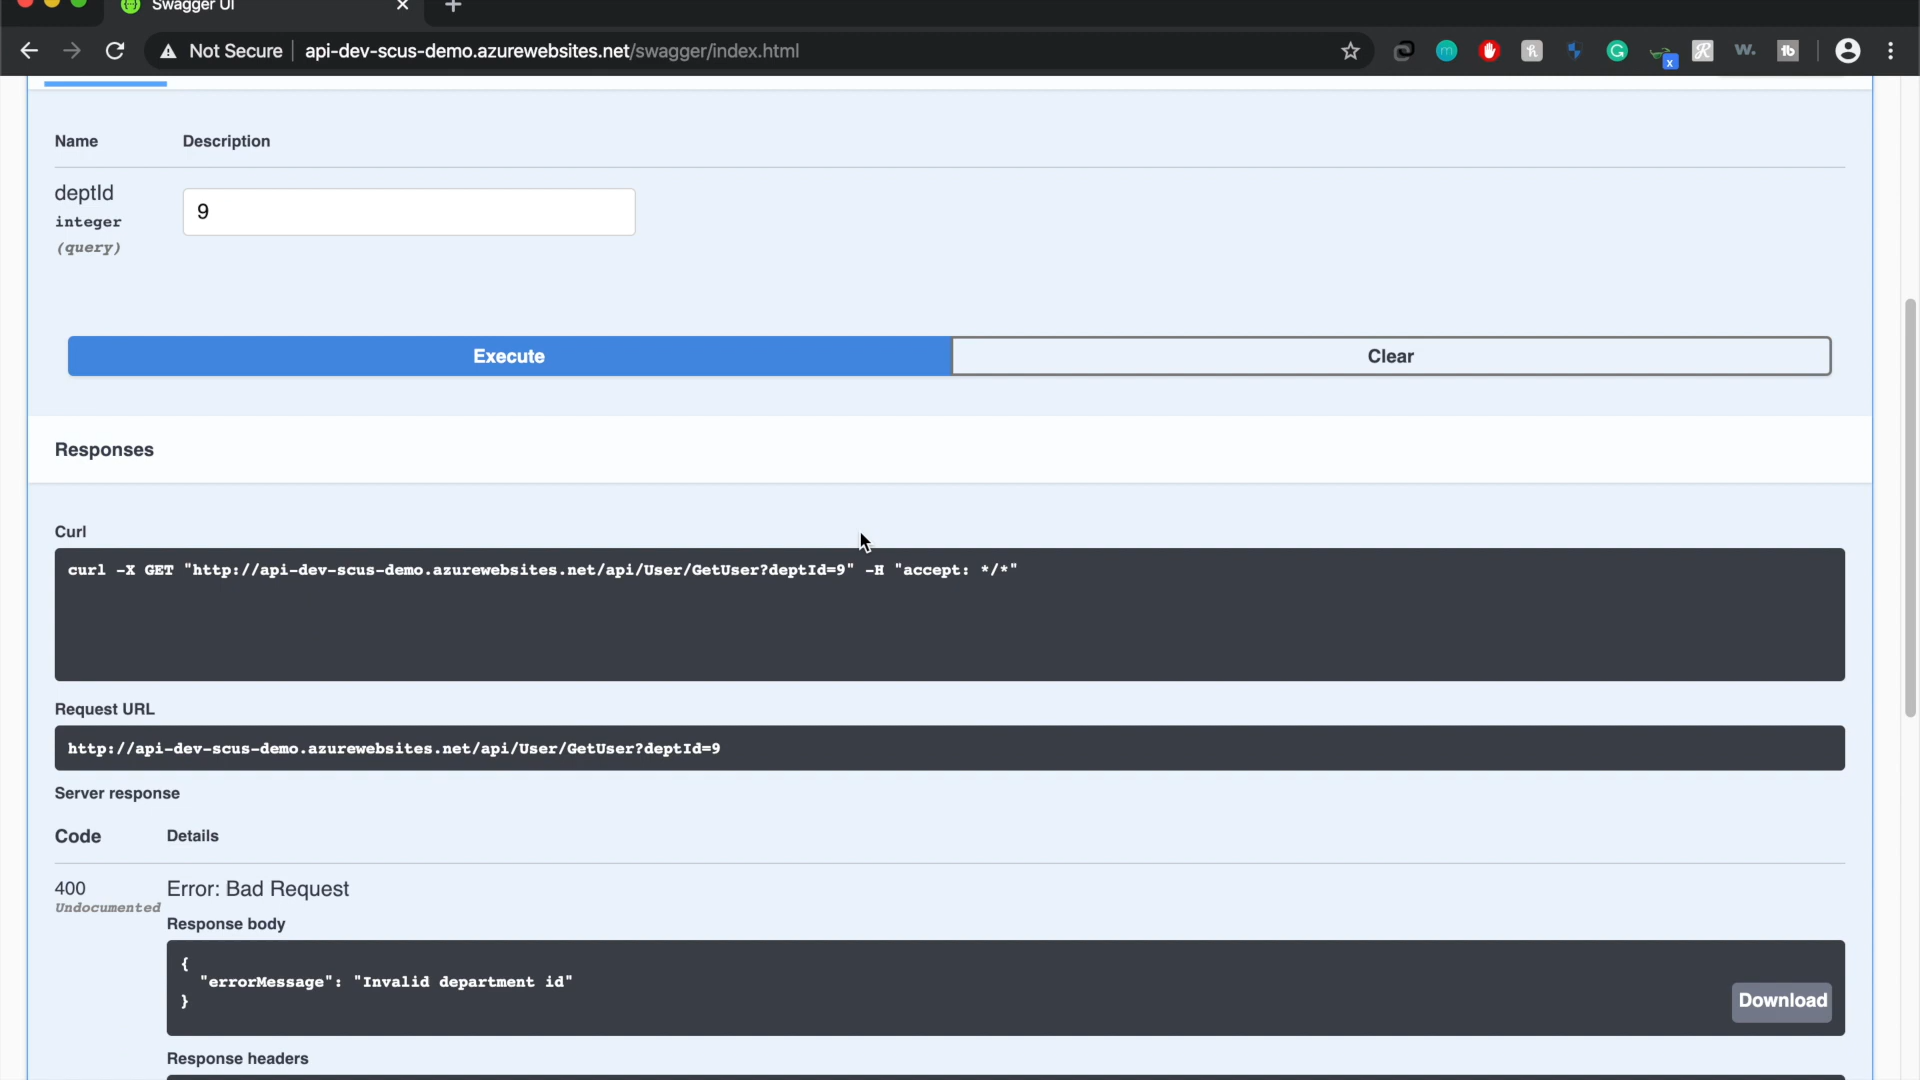 Swagger UI
Not Secure | api-dev-scus-demo.azurewebsites.net/swagger/index.html
Name Description
deptId
integer
(query)
9
Execute Clear
Responses
Curl
curl -X GET "http://api-dev-scus-demo.azurewebsites.net/api/User/GetUser?deptId=9" -H "accept: */*"
Request URL
http://api-dev-scus-demo.azurewebsites.net/api/User/GetUser?deptId=9
Server response
Code Details
400 Error: Bad Request
Undocumented
Response body
{
"errorMessage": "Invalid department id"
}
Download
Response headers